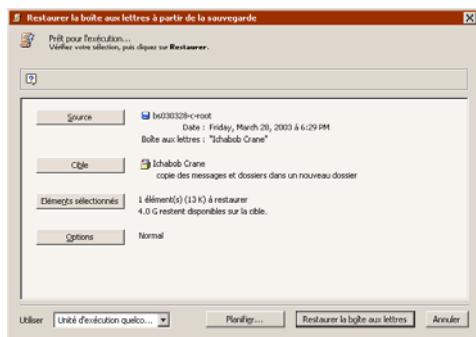 Restaurer la boîte aux lettres à partir de la sauvegarde
Prêt pour l'exécution...
Vérifiez votre sélection, puis cliquez sur Restaurer.
Source
bs030328-c-root
Date : Friday, March 28, 2003 à 6:29 PM
Boîte aux lettres : "Ichabob Crane"
Cible
Ichabob Crane
copie des messages et dossiers dans un nouveau dossier
Eléments sélectionnés
1 élément(s) (13 K) à restaurer
4.0 G restent disponibles sur la cible.
Options
Normal
Utiliser
Unité d'exécution quelco...
Planifier...
Restaurer la boîte aux lettres
Annuler